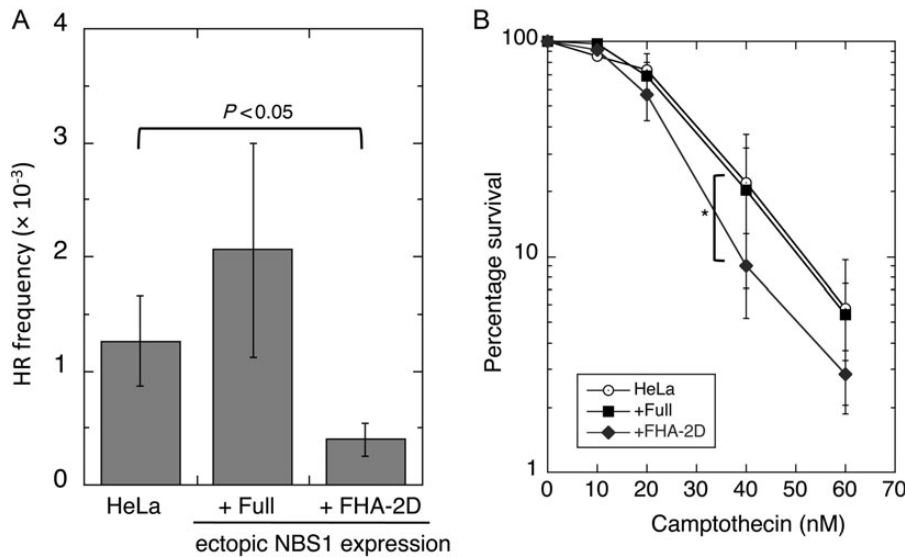 A
4
3
2
1
0
HR frequency (× 10⁻³)
P < 0.05
HeLa
+ Full
+ FHA-2D
ectopic NBS1 expression
B
100
10
1
Percentage survival
*
HeLa
+Full
+FHA-2D
0 10 20 30 40 50 60 70
Camptothecin (nM)